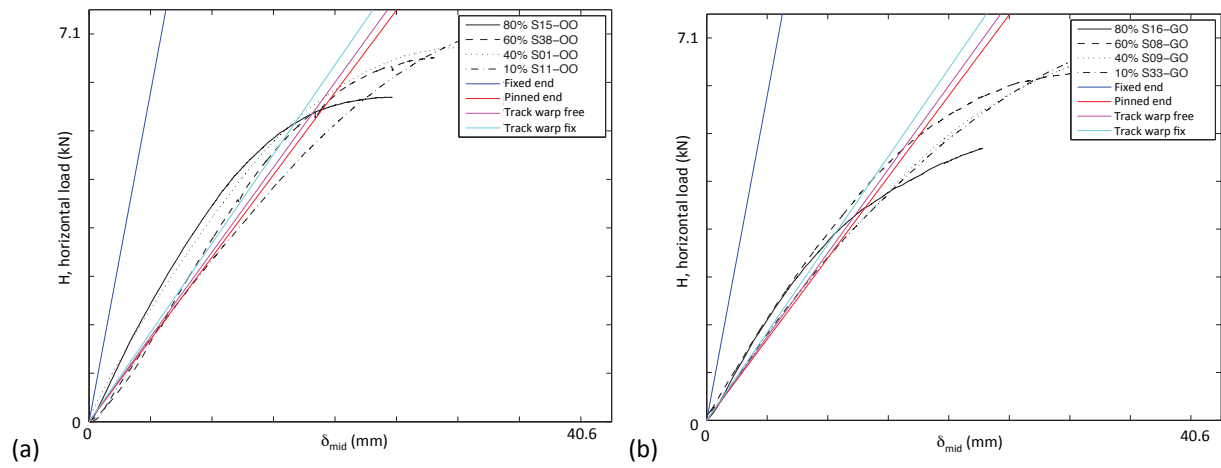 7.1
H, horizontal load (kN)
0
0
δmid (mm)
40.6
80% S15-OO
60% S38-OO
40% S01-OO
10% S11-OO
Fixed end
Pinned end
Track warp free
Track warp fix
(a)
7.1
H, horizontal load (kN)
0
0
δmid (mm)
40.6
80% S16-GO
60% S08-GO
40% S09-GO
10% S33-GO
Fixed end
Pinned end
Track warp free
Track warp fix
(b)